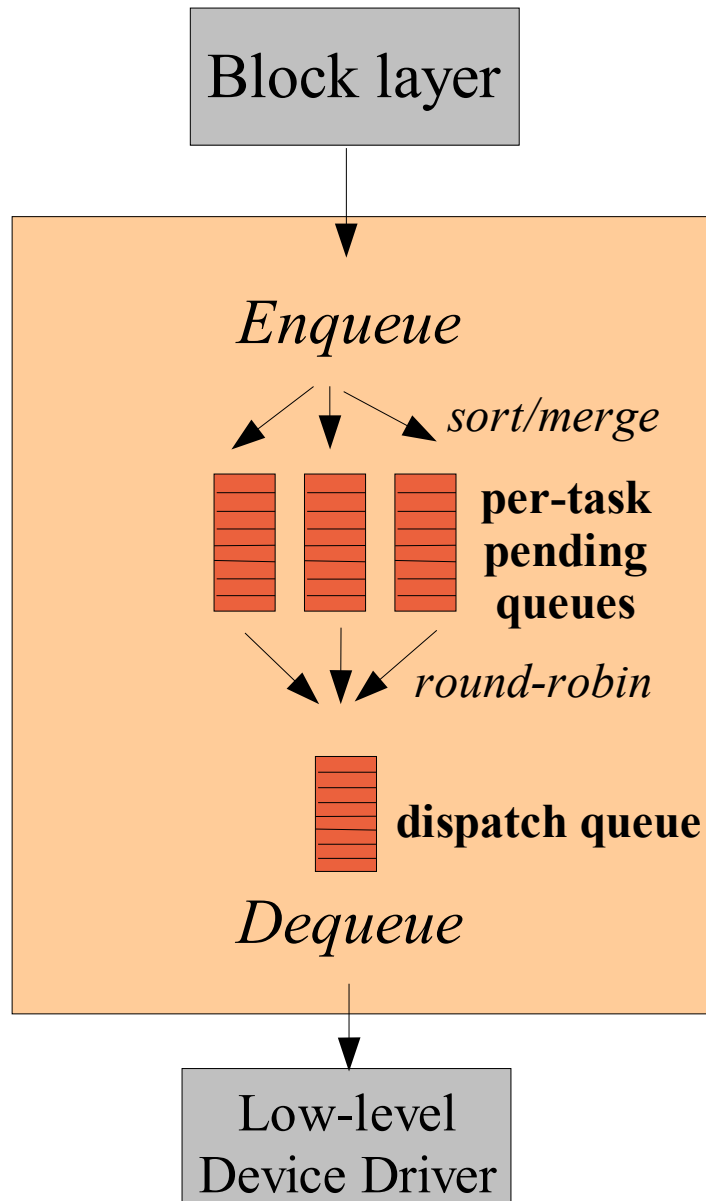 Block layer
Enqueue
sort/merge
per-task
pending
queues
round-robin
dispatch queue
Dequeue
Low-level
Device Driver